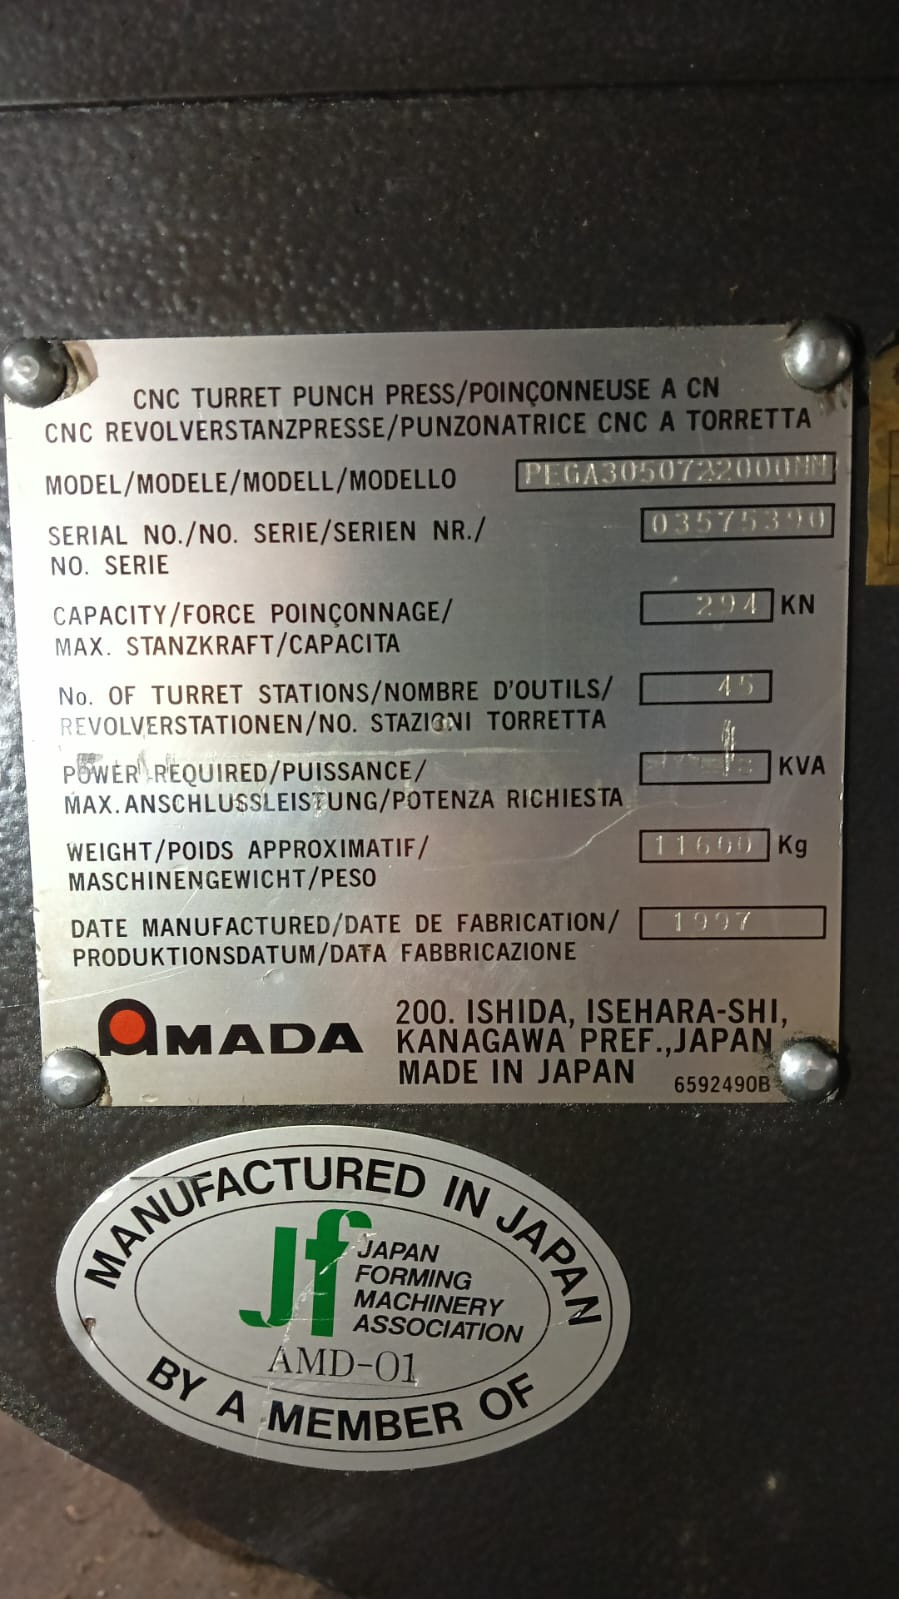 CNC TURRET PUNCH PRESS/POINÇONNEUSE A CN
CNC REVOLVERSTANZPRESSE/PUNZONATRICE CNC A TORRETTA
MODEL/MODELE/MODELL/MODELLO PEGA3050722000NM
SERIAL NO./NO. SERIE/SERIEN NR./ 03575390
NO. SERIE
CAPACITY/FORCE POINÇONNAGE/ 294 KN
MAX. STANZKRAFT/CAPACITA
No. OF TURRET STATIONS/NOMBRE D'OUTILS/ 45
REVOLVERSTATIONEN/NO. STAZIONI TORRETTA
POWER REQUIRED/PUISSANCE/ KVA
MAX.ANSCHLUSSLEISTUNG/POTENZA RICHIESTA
WEIGHT/POIDS APPROXIMATIF/ 11600 Kg
MASCHINENGEWICHT/PESO
DATE MANUFACTURED/DATE DE FABRICATION/ 1997
PRODUKTIONSDATUM/DATA FABBRICAZIONE
AMADA
200. ISHIDA, ISEHARA-SHI,
KANAGAWA PREF.,JAPAN
MADE IN JAPAN 6592490B
MANUFACTURED IN JAPAN
Jf
JAPAN
FORMING
MACHINERY
ASSOCIATION
AMD-01
BY A MEMBER OF